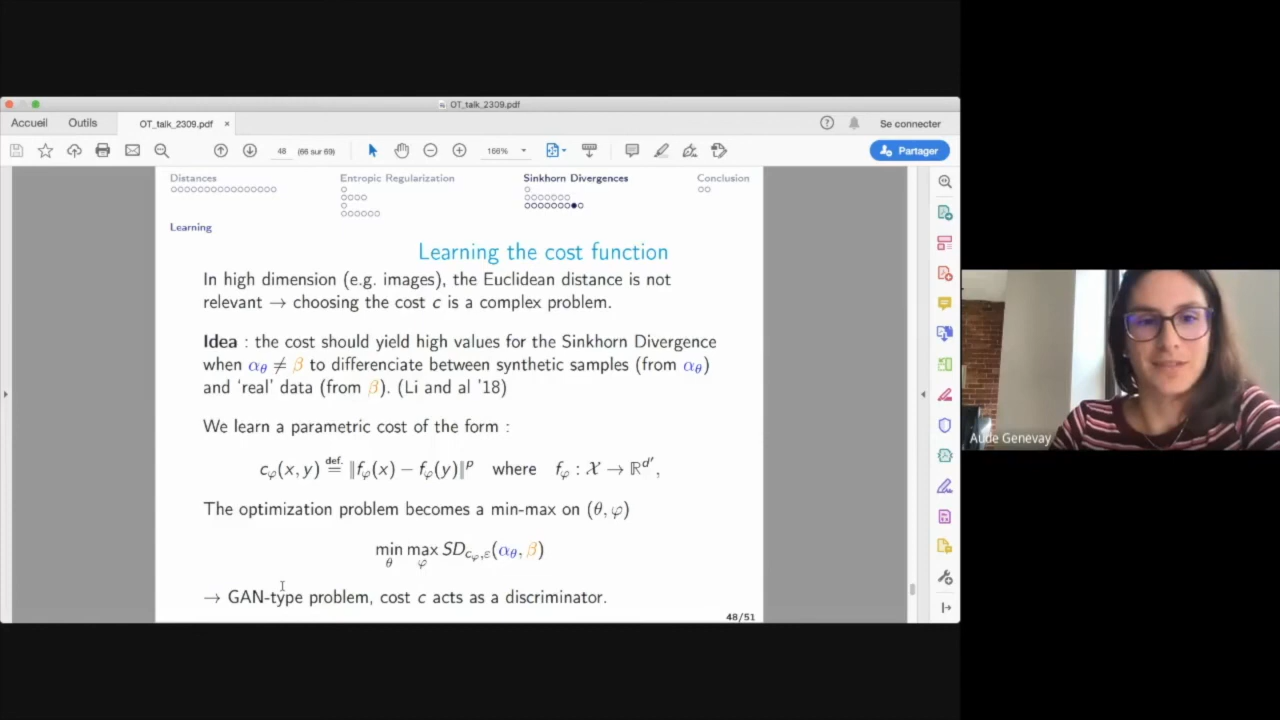 OT_talk_2309.pdf
Accueil Outils OT_talk_2309.pdf × Se connecter
48 (66 sur 69) 166% Partager
Distances Entropic Regularization Sinkhorn Divergences Conclusion
Learning
Learning the cost function
In high dimension (e.g. images), the Euclidean distance is not
relevant → choosing the cost c is a complex problem.
Idea : the cost should yield high values for the Sinkhorn Divergence
when αθ ≠ β to differenciate between synthetic samples (from αθ)
and 'real' data (from β). (Li and al '18)
We learn a parametric cost of the form :
cφ(x, y) def.= ‖fφ(x) − fφ(y)‖^p where fφ : X → ℝ^d′,
The optimization problem becomes a min-max on (θ, φ)
min θ max φ SD cφ,ε(αθ, β)
→ GAN-type problem, cost c acts as a discriminator.
48/51
Aude Genevay